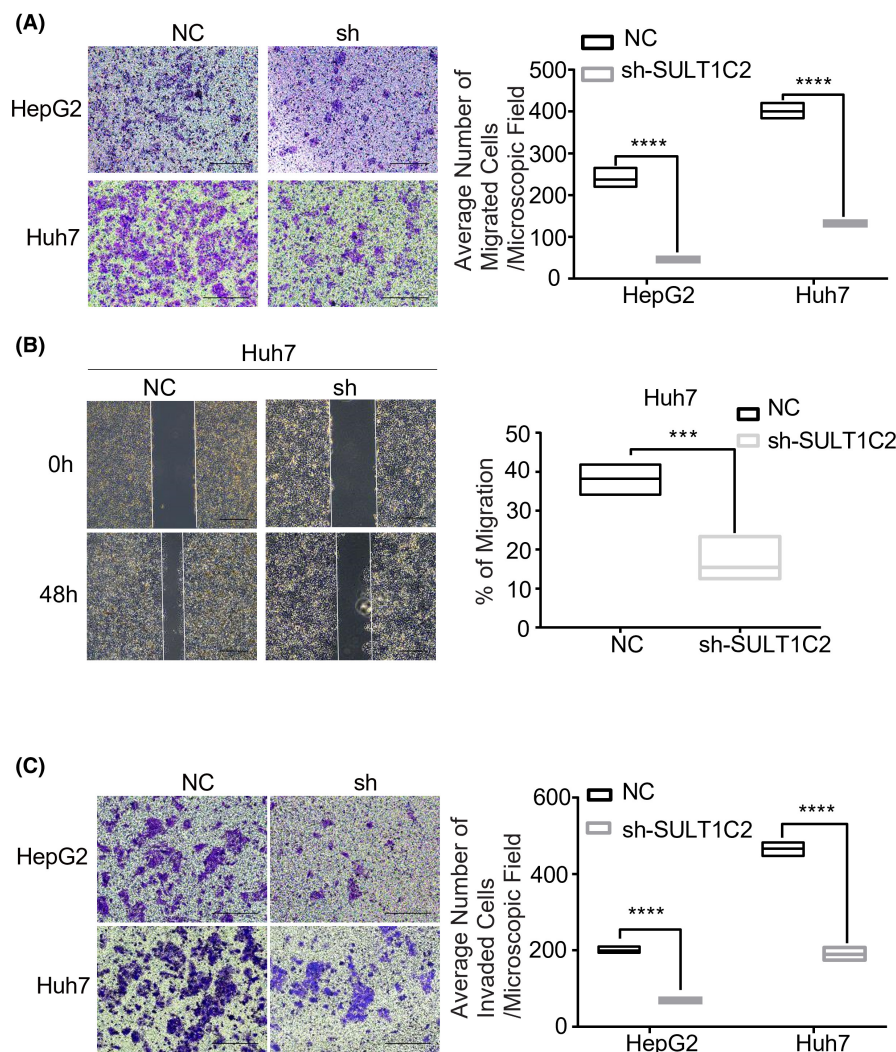 (A)
NC sh
HepG2
Huh7
NC
sh-SULT1C2
Average Number of
Migrated Cells
/Microscopic Field
500
400
300
200
100
0
****
****
HepG2 Huh7
(B)
Huh7
NC sh
0h
48h
Huh7
NC
sh-SULT1C2
% of Migration
50
40
30
20
10
0
***
NC sh-SULT1C2
(C)
NC sh
HepG2
Huh7
NC
sh-SULT1C2
Average Number of
Invaded Cells
/Microscopic Field
600
400
200
0
****
****
HepG2 Huh7